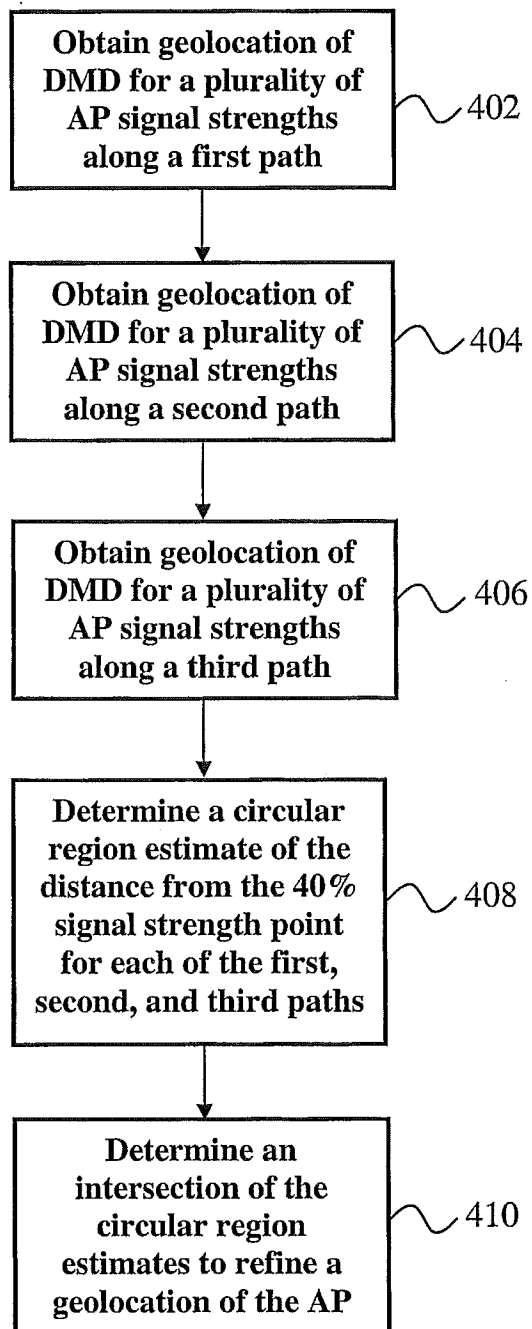 Obtain geolocation of
DMD for a plurality of
AP signal strengths
along a first path
402
Obtain geolocation of
DMD for a plurality of
AP signal strengths
along a second path
404
Obtain geolocation of
DMD for a plurality of
AP signal strengths
along a third path
406
Determine a circular
region estimate of the
distance from the 40%
signal strength point
for each of the first,
second, and third paths
408
Determine an
intersection of the
circular region
estimates to refine a
geolocation of the AP
410